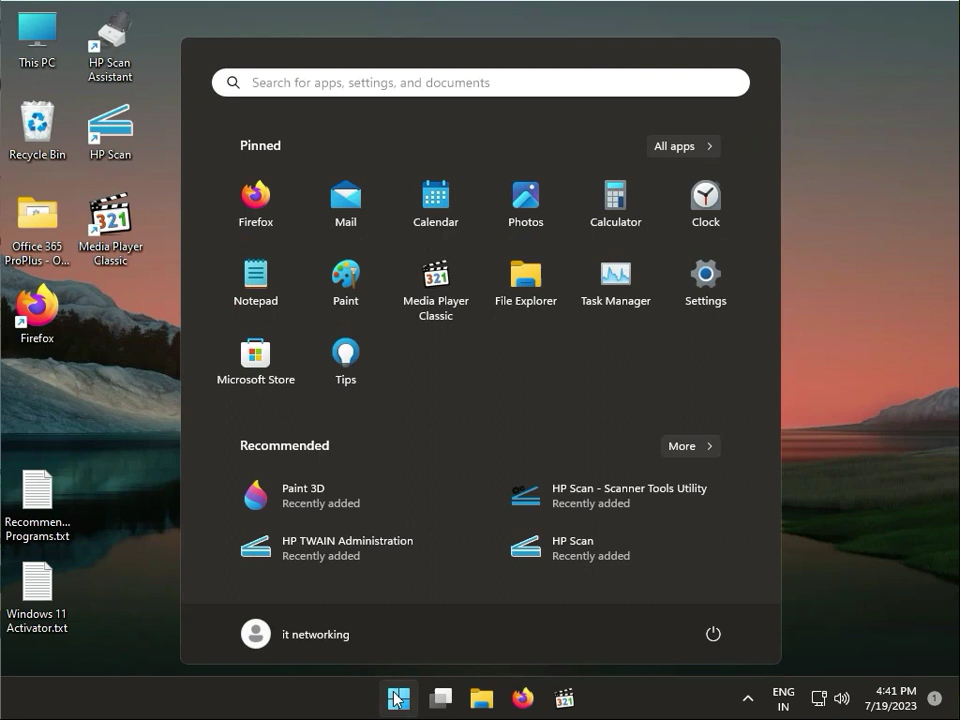 This PC
HP Scan
Assistant
Recycle Bin
HP Scan
Office 365
ProPlus - O...
321
Media Player
Classic
Firefox
Recommen...
Programs.txt
Windows 11
Activator.txt
Search for apps, settings, and documents
Pinned
All apps
Firefox
Mail
Calendar
Photos
Calculator
Clock
Notepad
Paint
321
Media Player
Classic
File Explorer
Task Manager
Settings
Microsoft Store
Tips
Recommended
More
Paint 3D
Recently added
HP Scan - Scanner Tools Utility
Recently added
HP TWAIN Administration
Recently added
HP Scan
Recently added
it networking
321
ENG
IN
4:41 PM
7/19/2023
1